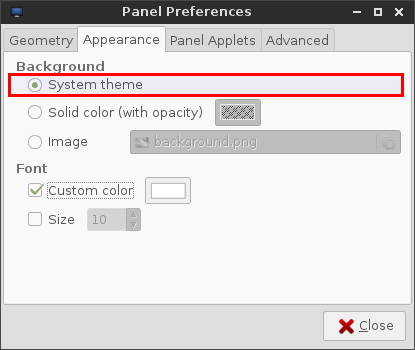 Panel Preferences
Geometry Appearance Panel Applets Advanced
Background
System theme
Solid color (with opacity)
Image background.png
Font
Custom color
Size 10
Close